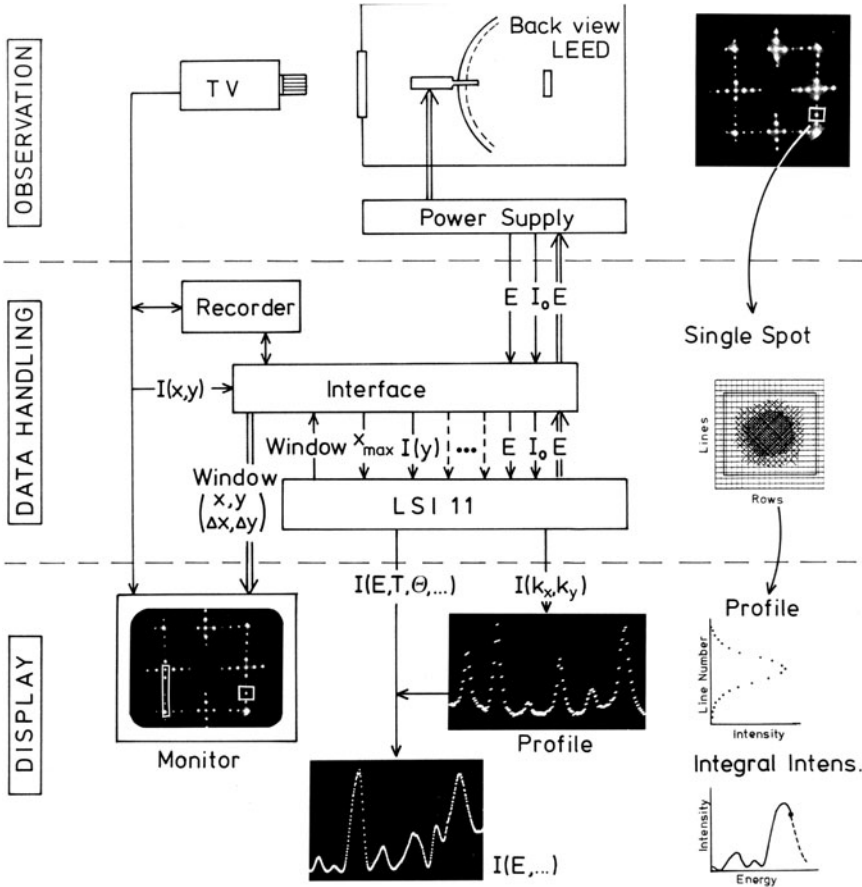 OBSERVATION
TV
Back view
LEED
Power Supply
DATA HANDLING
Recorder
E I₀ E
Single Spot
I(x,y)
Interface
Window x_max I(y) ... E I₀ E
Window
x,y
(Δx,Δy)
LSI 11
Lines
Rows
DISPLAY
I(E,T,Θ,...)
I(kₓ,k_y)
Monitor
Profile
I(E,...)
Profile
Line Number
Intensity
Integral Intens.
Intensity
Energy